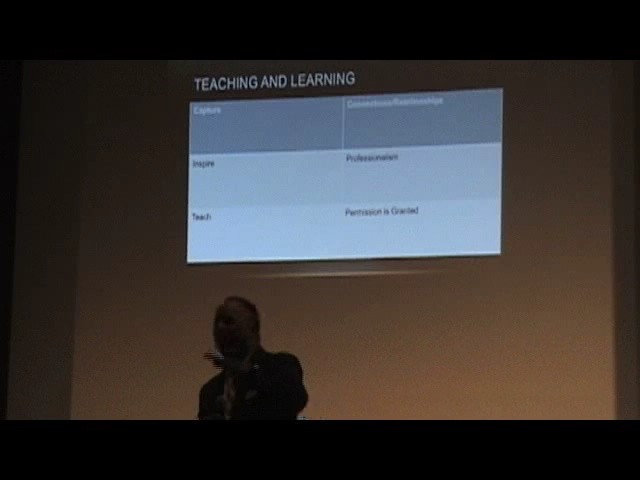 TEACHING AND LEARNING
Capture
Connections/Relationships
Inspire
Professionalism
Teach
Permission is Granted